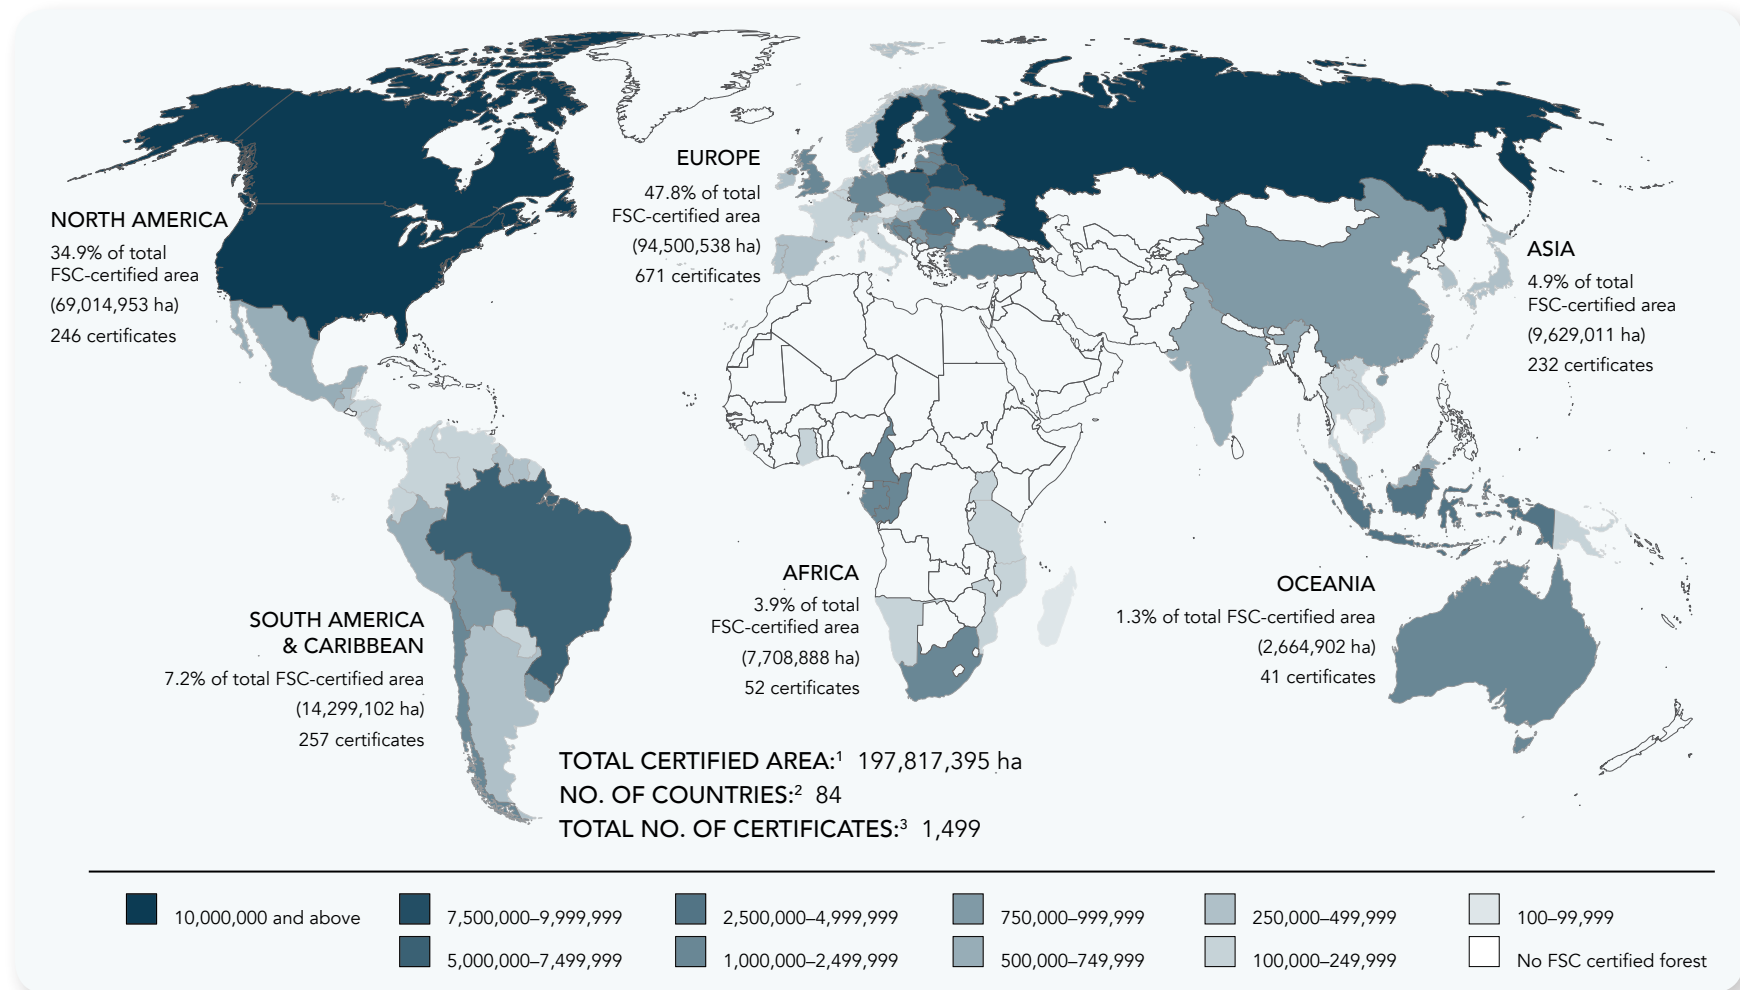 NORTH AMERICA
34.9% of total
FSC-certified area
(69,014,953 ha)
246 certificates
EUROPE
47.8% of total
FSC-certified area
(94,500,538 ha)
671 certificates
ASIA
4.9% of total
FSC-certified area
(9,629,011 ha)
232 certificates
SOUTH AMERICA
& CARIBBEAN
7.2% of total FSC-certified area
(14,299,102 ha)
257 certificates
AFRICA
3.9% of total
FSC-certified area
(7,708,888 ha)
52 certificates
OCEANIA
1.3% of total FSC-certified area
(2,664,902 ha)
41 certificates
TOTAL CERTIFIED AREA:¹ 197,817,395 ha
NO. OF COUNTRIES:² 84
TOTAL NO. OF CERTIFICATES:³ 1,499
10,000,000 and above
7,500,000–9,999,999
2,500,000–4,999,999
750,000–999,999
250,000–499,999
100–99,999
5,000,000–7,499,999
1,000,000–2,499,999
500,000–749,999
100,000–249,999
No FSC certified forest